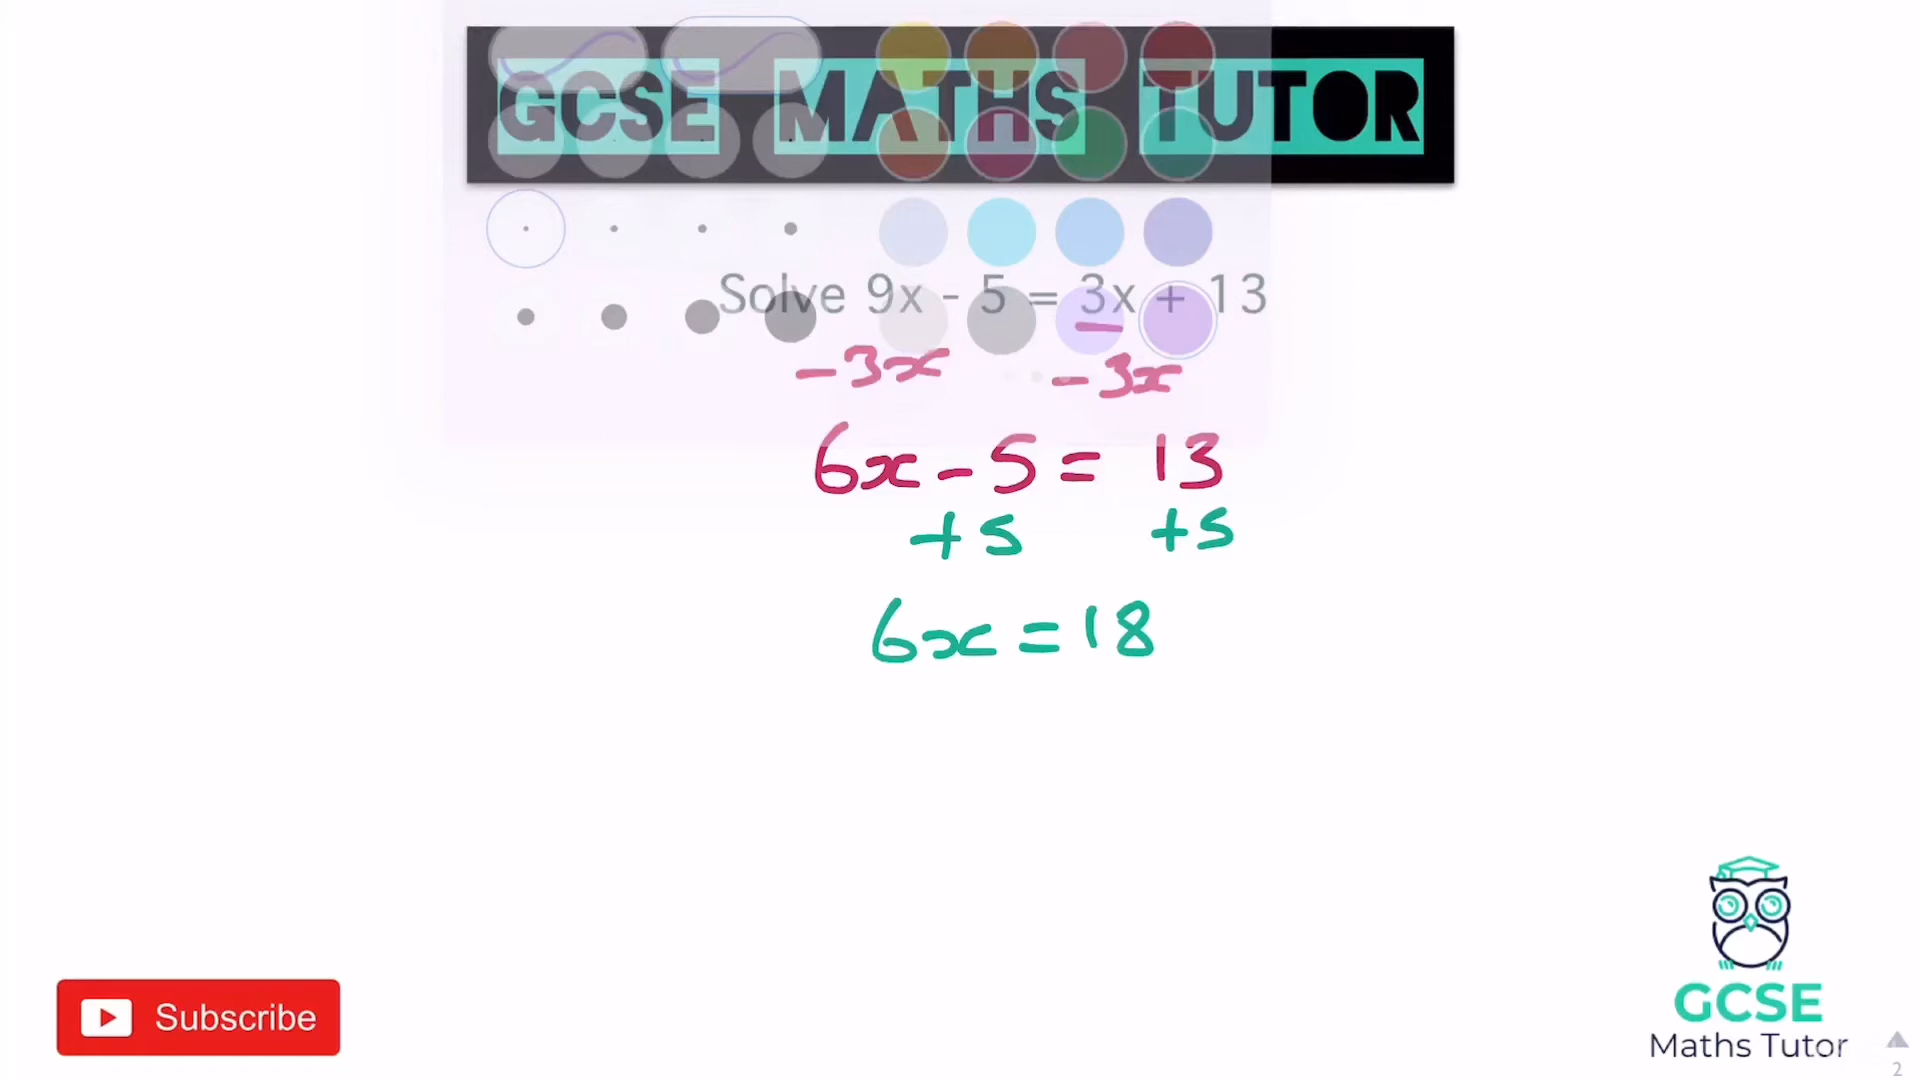 GCSE MATHS TUTOR
Solve 9x - 5 = 3x + 13
-3x -3x
6x - 5 = 13
+5 +5
6x = 18
Subscribe
GCSE
Maths Tutor
2